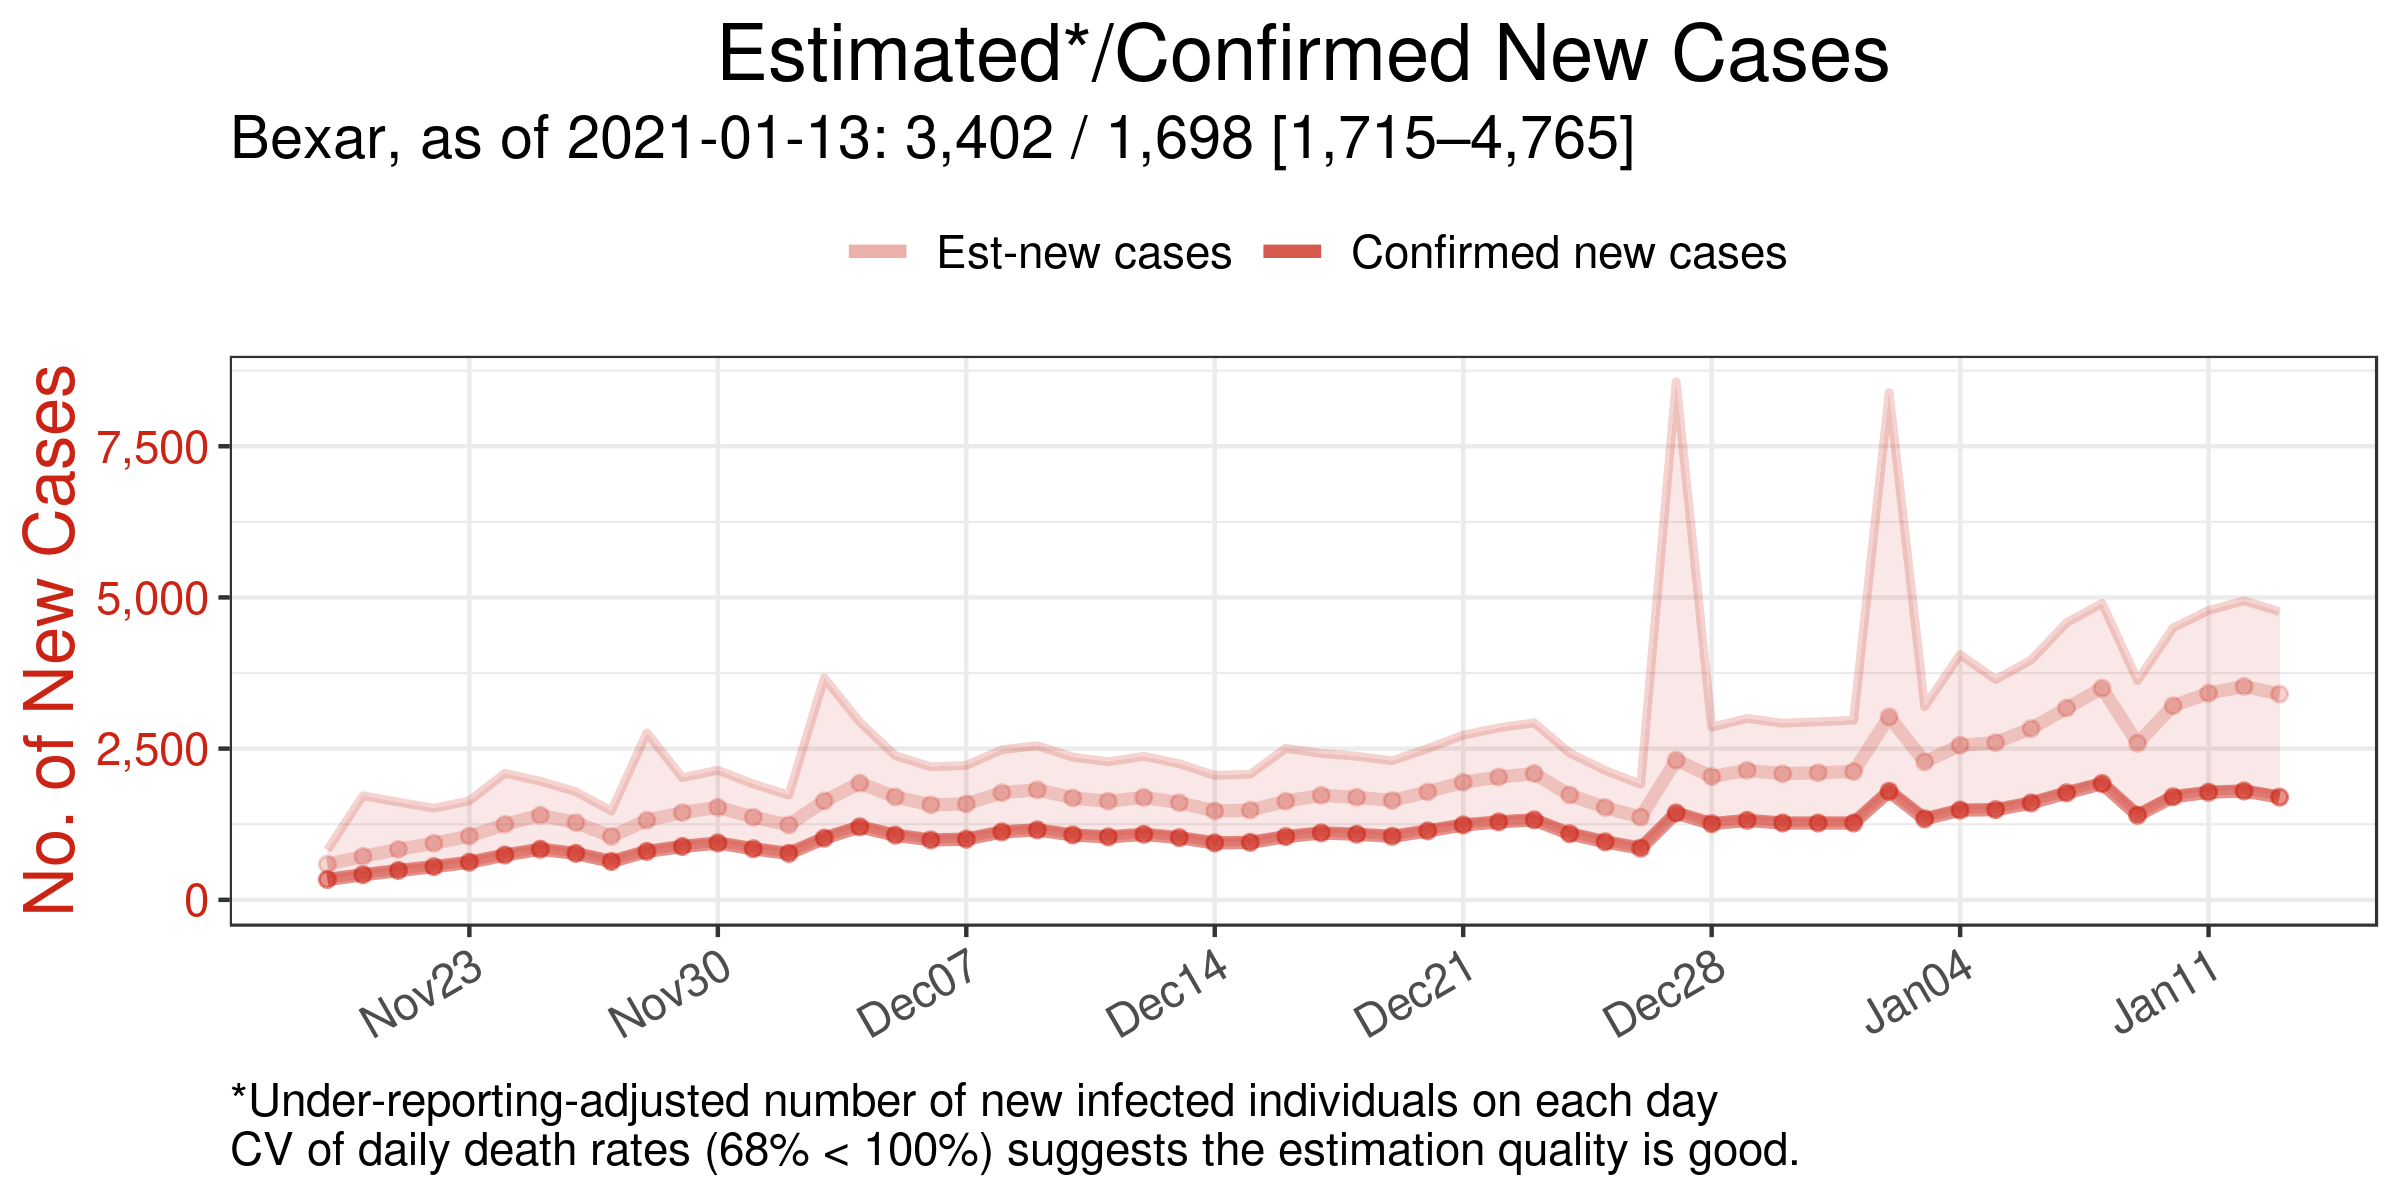 Estimated*/Confirmed New Cases
Bexar, as of 2021-01-13: 3,402 / 1,698 [1,715–4,765]
Est-new cases
Confirmed new cases
No. of New Cases
7,500
5,000
2,500
0
Nov23
Nov30
Dec07
Dec14
Dec21
Dec28
Jan04
Jan11
*Under-reporting-adjusted number of new infected individuals on each day
CV of daily death rates (68% < 100%) suggests the estimation quality is good.